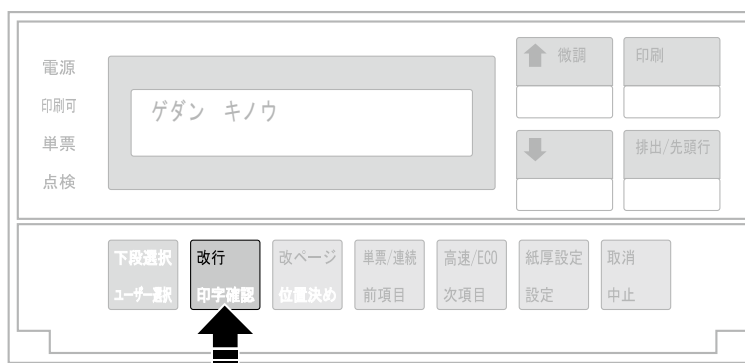 電源
印刷可
単票
点検
ゲダン キノウ
微調
印刷
排出/先頭行
下段選択
ユーザー選択
改行
印字確認
改ページ
位置決め
単票/連続
前項目
高速/ECO
次項目
紙厚設定
設定
取消
中止